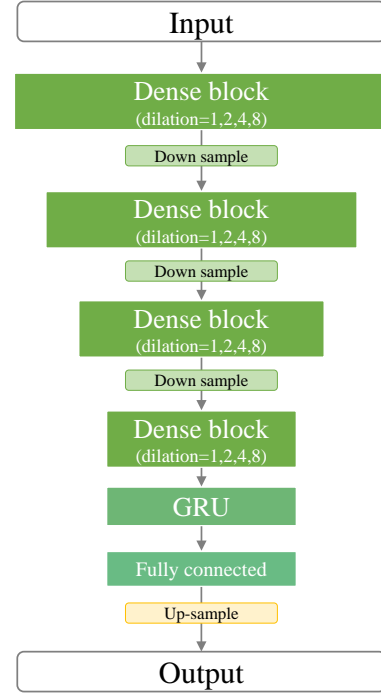 Input
Dense block
(dilation=1,2,4,8)
Down sample
Dense block
(dilation=1,2,4,8)
Down sample
Dense block
(dilation=1,2,4,8)
Down sample
Dense block
(dilation=1,2,4,8)
GRU
Fully connected
Up-sample
Output